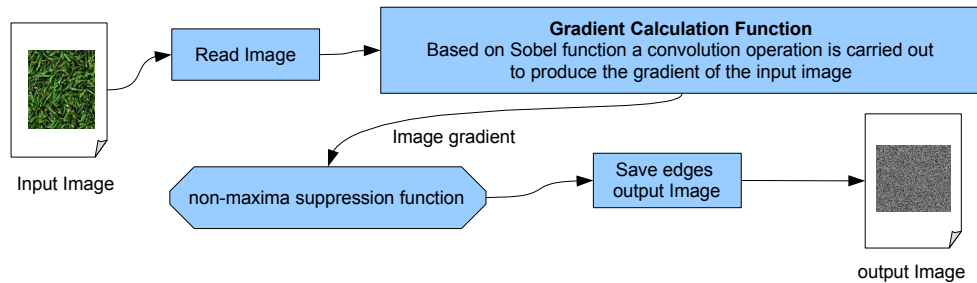 Gradient Calculation Function
Based on Sobel function a convolution operation is carried out
to produce the gradient of the input image
Read Image
Input Image
Image gradient
non-maxima suppression function
Save edges
output Image
output Image